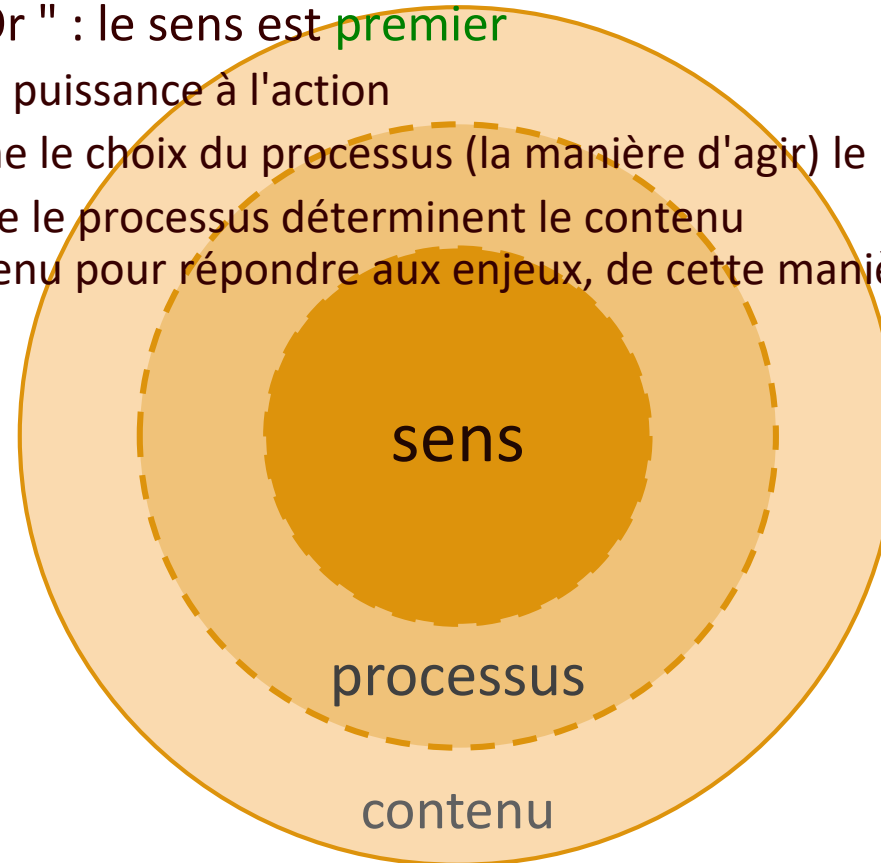 Or " : le sens est premier
puissance à l'action
e le choix du processus (la manière d'agir) le
e le processus déterminent le contenu
enu pour répondre aux enjeux, de cette mani
sens
processus
contenu